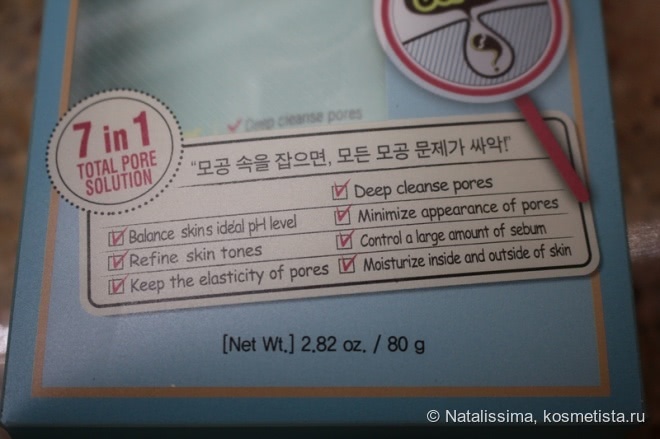 Deep cleanse pores
7 in 1
TOTAL PORE
SOLUTION
"모공 속을 잡으면, 모든 모공 문제가 싸악!"
Deep cleanse pores
Balance skins ideal pH level
Minimize appearance of pores
Refine skin tones
Control a large amount of sebum
Keep the elasticity of pores
Moisturize inside and outside of skin
[Net Wt.] 2.82 oz. / 80 g
© Natalissima, kosmetista.ru